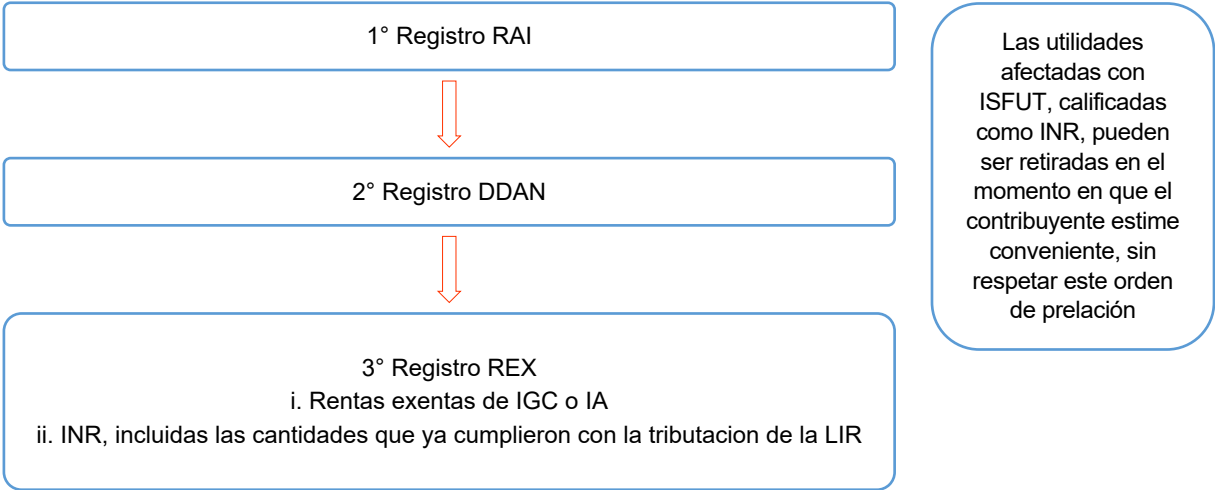 1° Registro RAI
2° Registro DDAN
3° Registro REX
i. Rentas exentas de IGC o IA
ii. INR, incluidas las cantidades que ya cumplieron con la tributacion de la LIR
Las utilidades
afectadas con
ISFUT, calificadas
como INR, pueden
ser retiradas en el
momento en que el
contribuyente estime
conveniente, sin
respetar este orden
de prelación